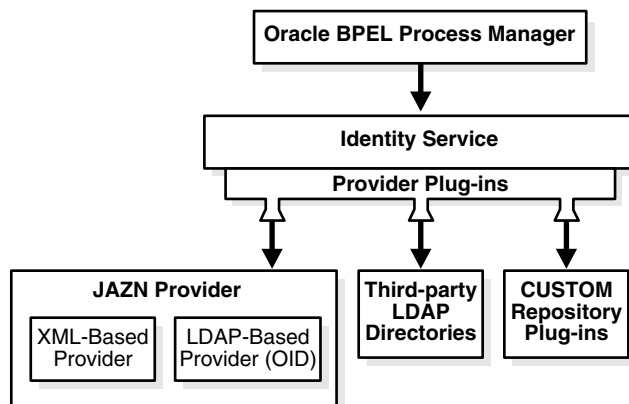 Oracle BPEL Process Manager
Identity Service
Provider Plug-ins
JAZN Provider
XML-Based
Provider
LDAP-Based
Provider (OID)
Third-party
LDAP
Directories
CUSTOM
Repository
Plug-ins